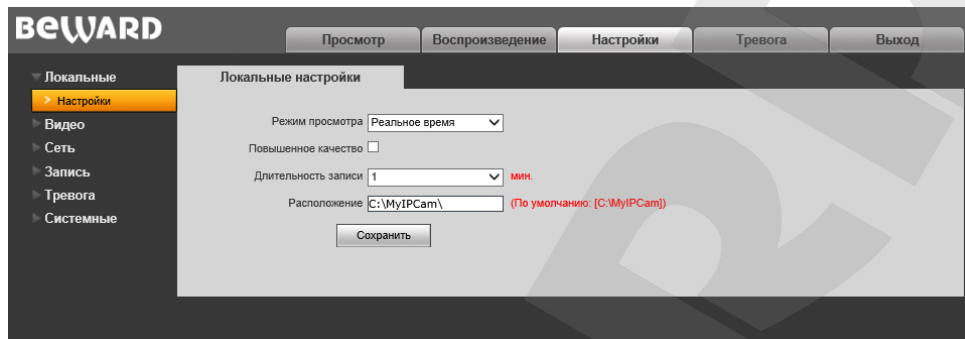 BEWARD
Просмотр Воспроизведение Настройки Тревога Выход
Локальные
Настройки
Видео
Сеть
Запись
Тревога
Системные
Локальные настройки
Режим просмотра Реальное время
Повышенное качество
Длительность записи 1 мин.
Расположение C:\MyIPCam\ (По умолчанию: [C:\MyIPCam])
Сохранить